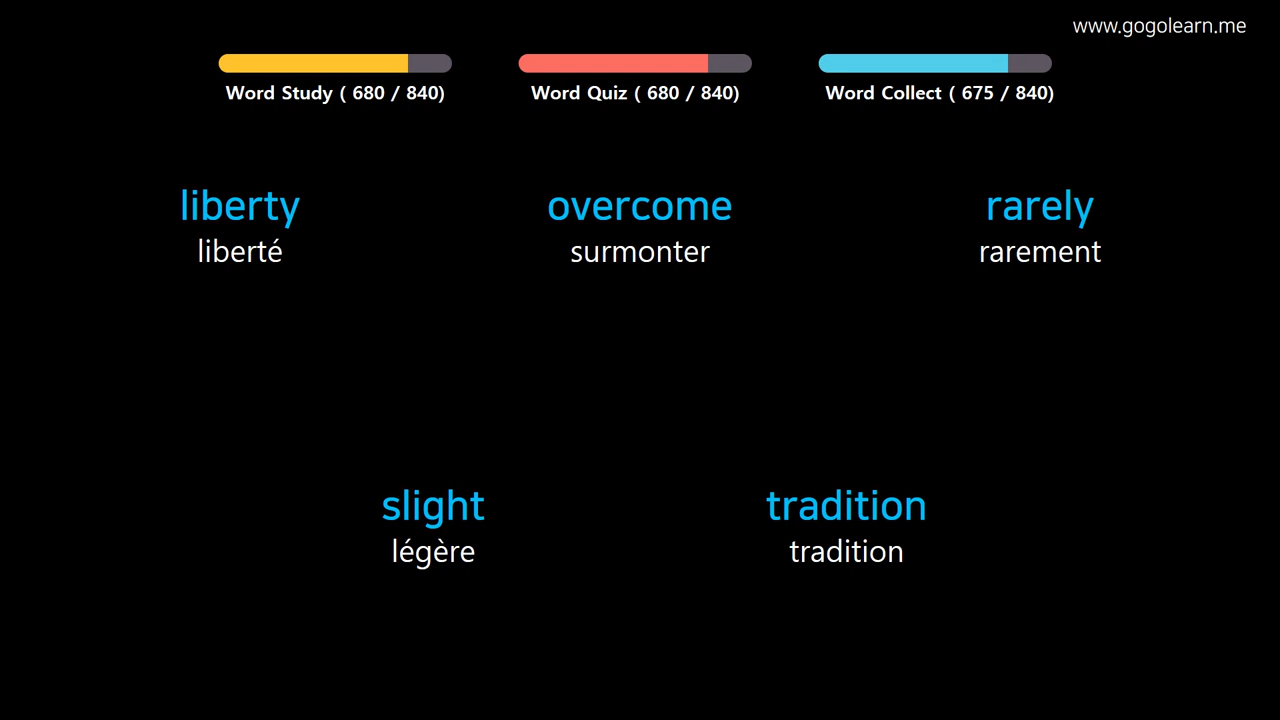 www.gogolearn.me
Word Study ( 680 / 840)
Word Quiz ( 680 / 840)
Word Collect ( 675 / 840)
liberty
liberté
overcome
surmonter
rarely
rarement
slight
légère
tradition
tradition